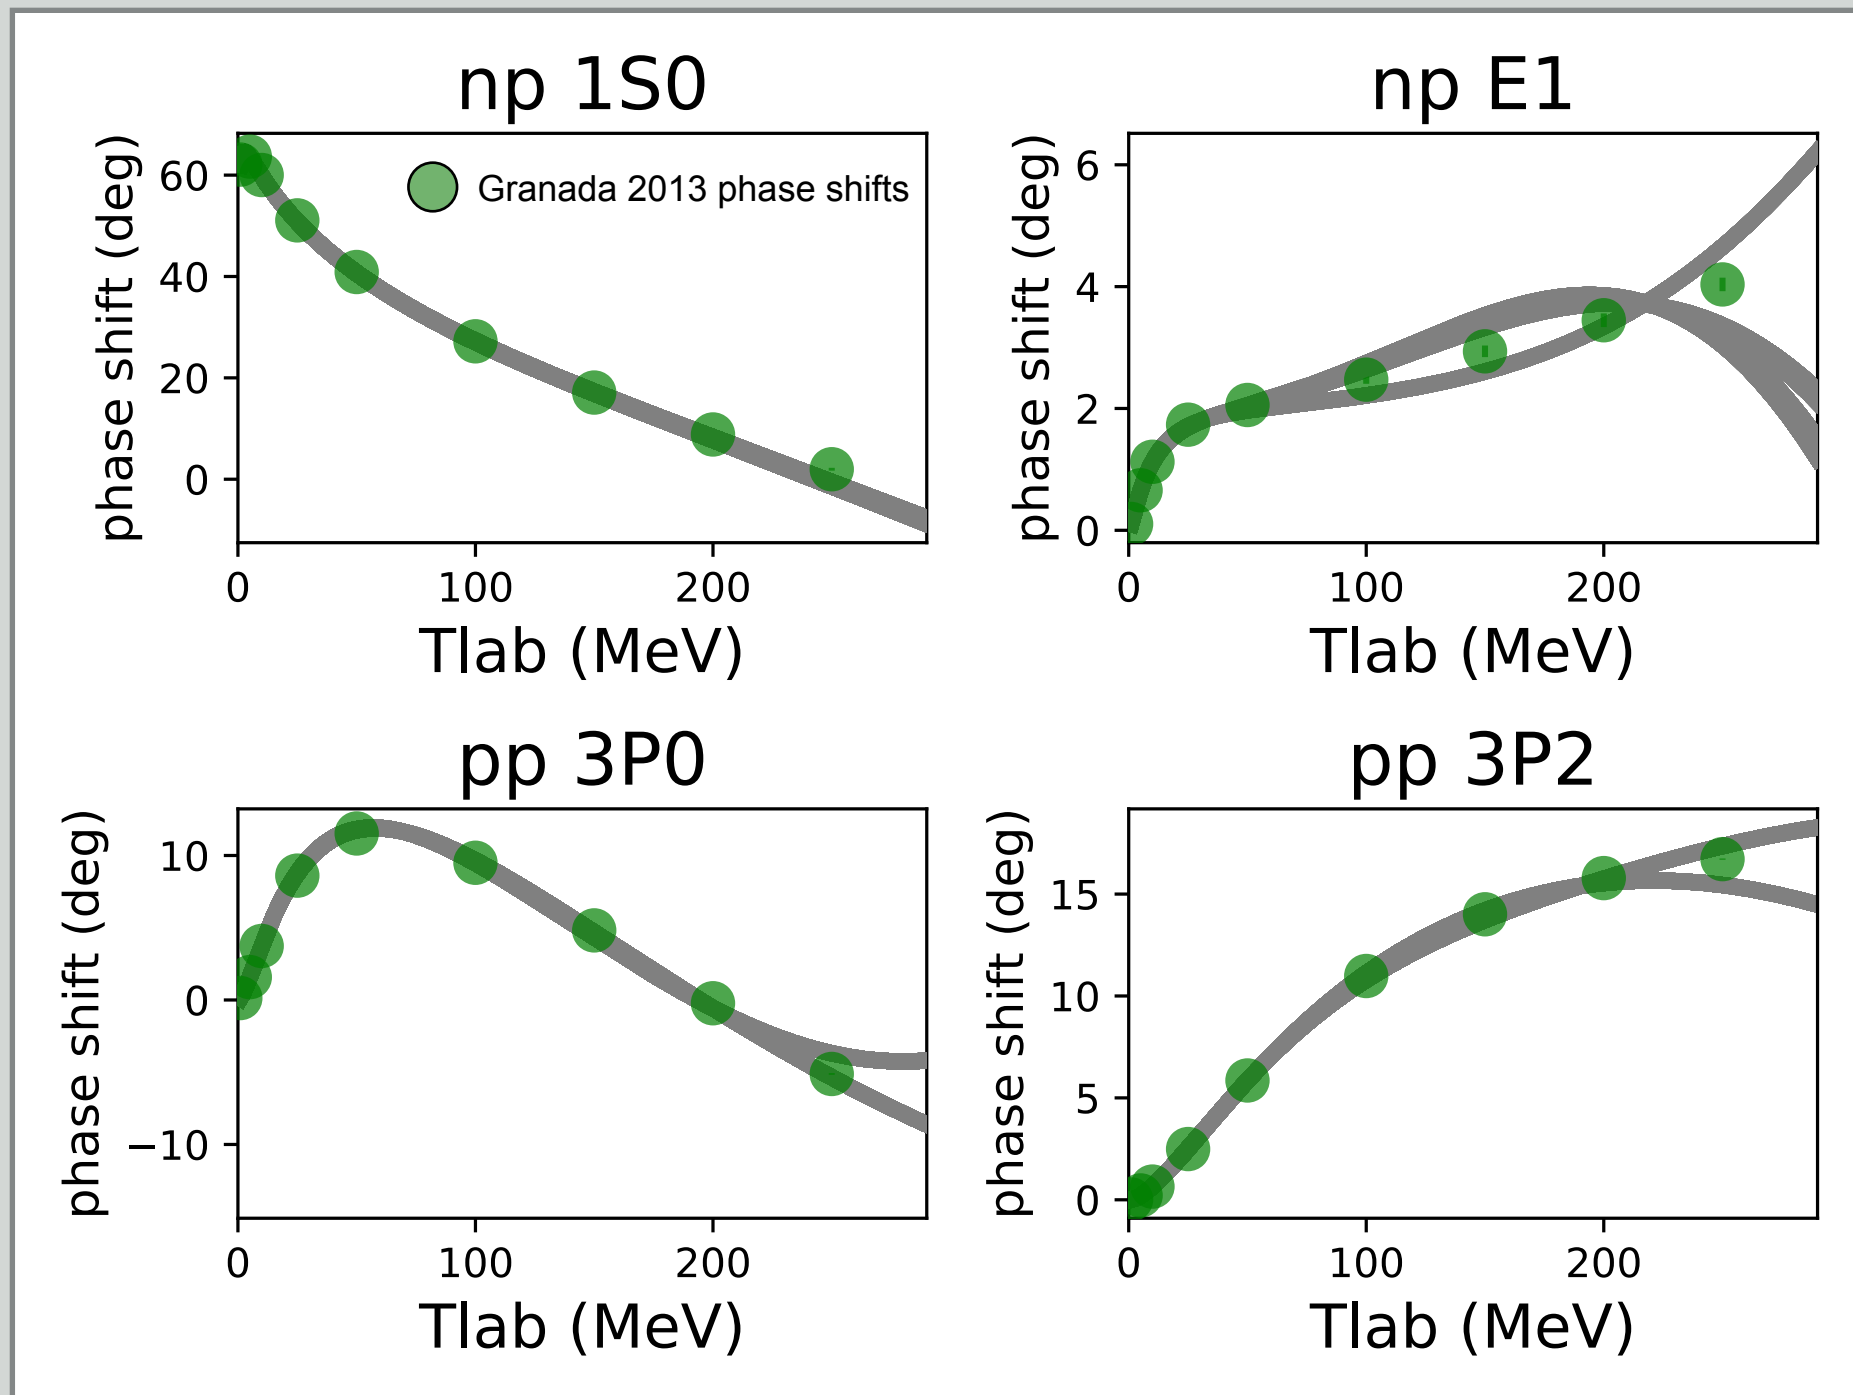 np 1S0
phase shift (deg)
60
40
20
0
Granada 2013 phase shifts
0 100 200
Tlab (MeV)
np E1
phase shift (deg)
6
4
2
0
0 100 200
Tlab (MeV)
pp 3P0
phase shift (deg)
10
0
−10
0 100 200
Tlab (MeV)
pp 3P2
phase shift (deg)
15
10
5
0
0 100 200
Tlab (MeV)